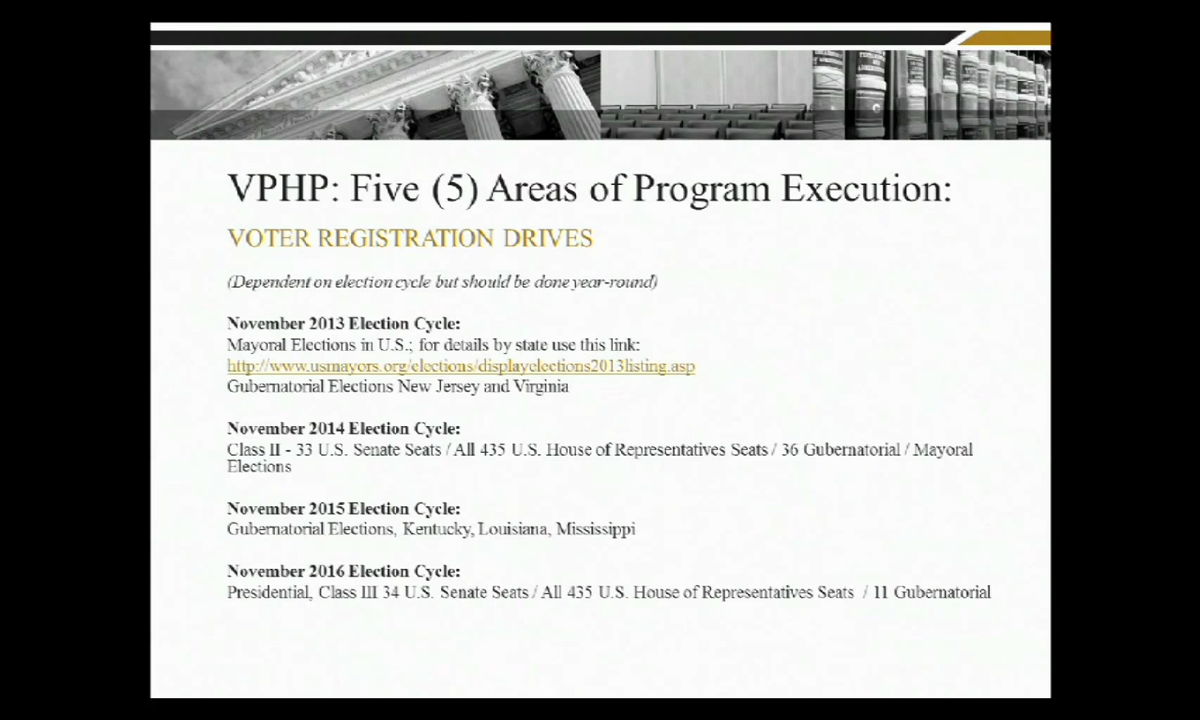 VPHP: Five (5) Areas of Program Execution:
VOTER REGISTRATION DRIVES
(Dependent on election cycle but should be done year-round)
November 2013 Election Cycle:
Mayoral Elections in U.S.; for details by state use this link:
http://www.usmayors.org/elections/displayelections2013listing.asp
Gubernatorial Elections New Jersey and Virginia
November 2014 Election Cycle:
Class II - 33 U.S. Senate Seats / All 435 U.S. House of Representatives Seats / 36 Gubernatorial / Mayoral
Elections
November 2015 Election Cycle:
Gubernatorial Elections, Kentucky, Louisiana, Mississippi
November 2016 Election Cycle:
Presidential, Class III 34 U.S. Senate Seats / All 435 U.S. House of Representatives Seats / 11 Gubernatorial